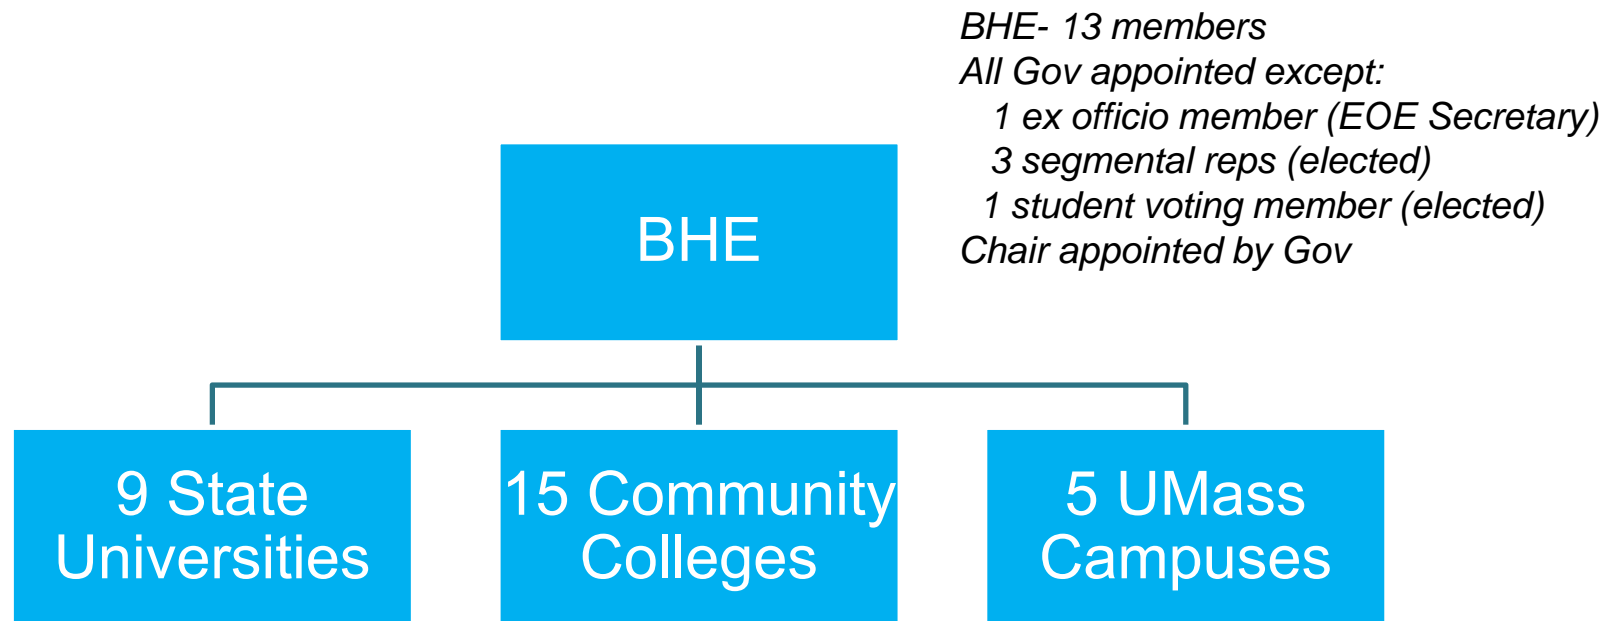 BHE- 13 members
All Gov appointed except:
1 ex officio member (EOE Secretary)
3 segmental reps (elected)
1 student voting member (elected)
Chair appointed by Gov
BHE
9 State
Universities
15 Community
Colleges
5 UMass
Campuses